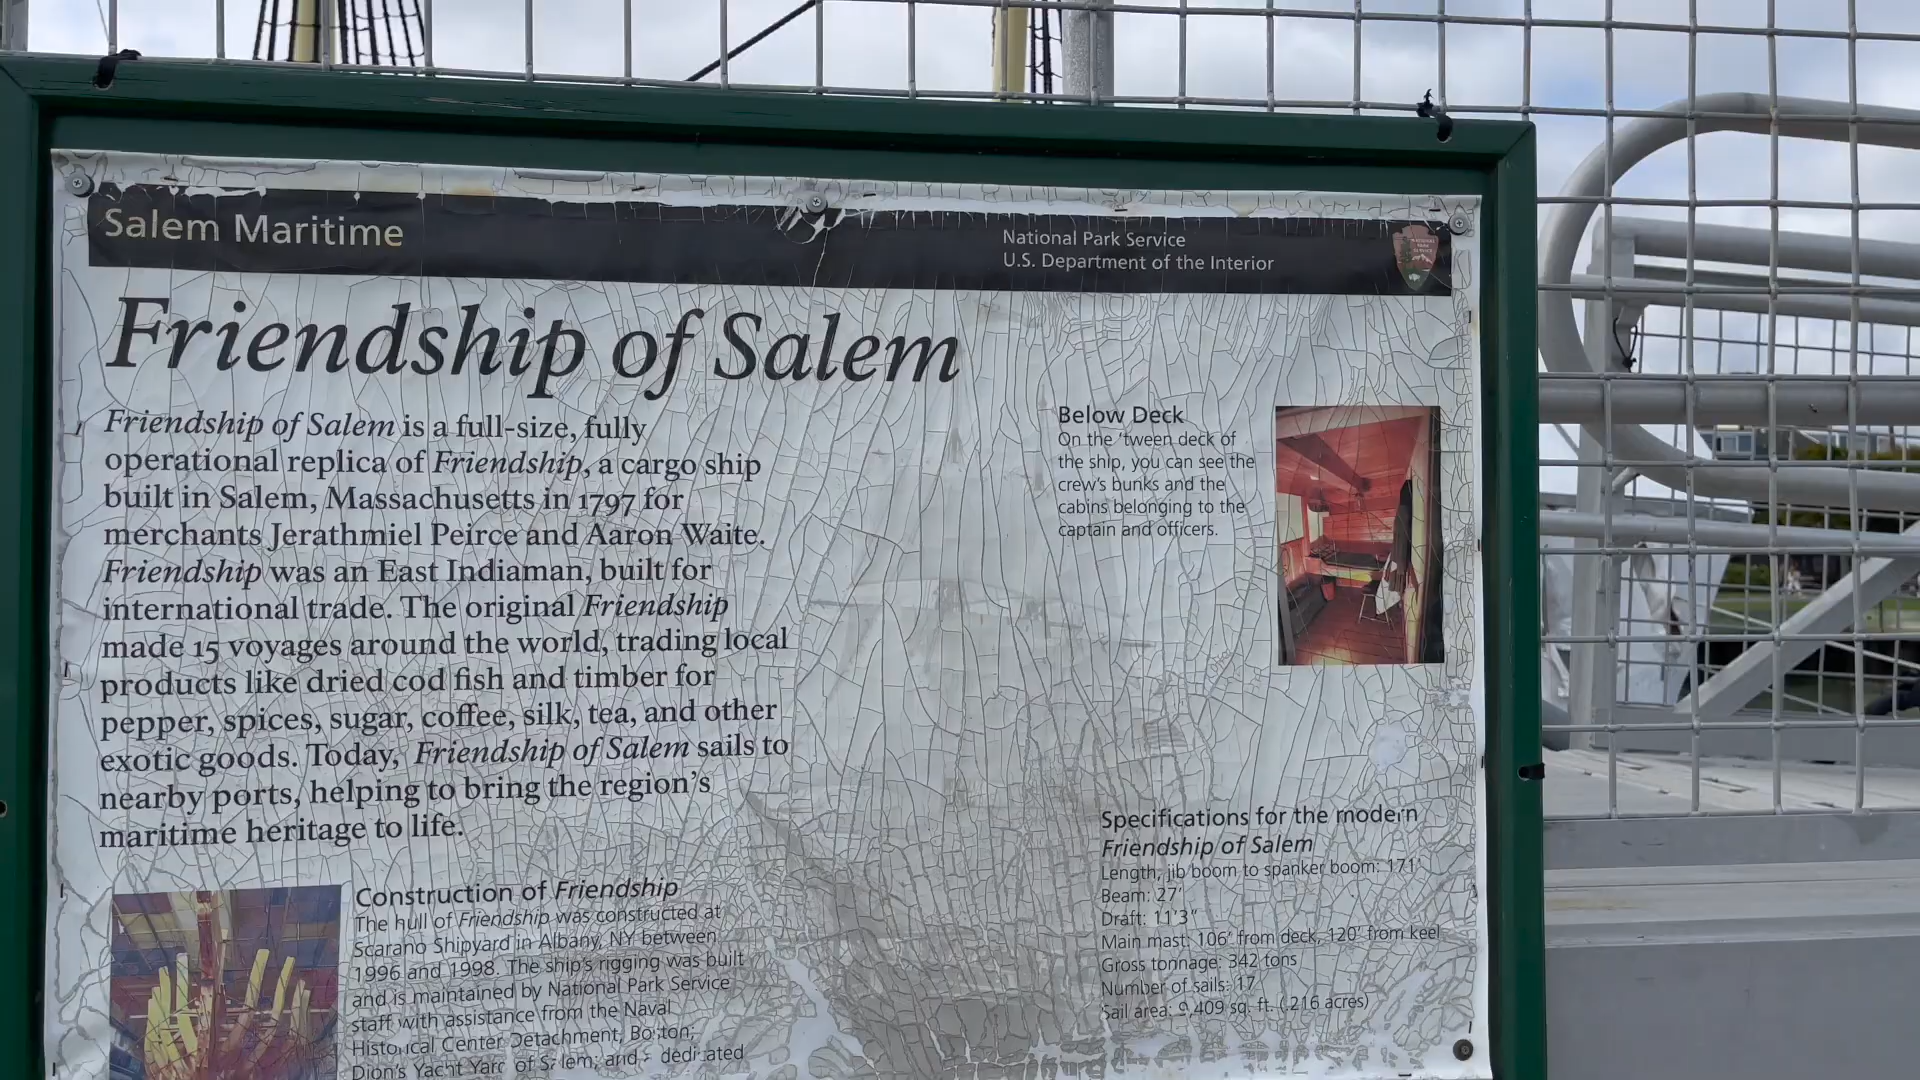 Salem Maritime
National Park Service
U.S. Department of the Interior
Friendship of Salem
Friendship of Salem is a full-size, fully
operational replica of Friendship, a cargo ship
built in Salem, Massachusetts in 1797 for
merchants Jerathmiel Peirce and Aaron Waite.
Friendship was an East Indiaman, built for
international trade. The original Friendship
made 15 voyages around the world, trading local
products like dried cod fish and timber for
pepper, spices, sugar, coffee, silk, tea, and other
exotic goods. Today, Friendship of Salem sails to
nearby ports, helping to bring the region's
maritime heritage to life.
Below Deck
On the 'tween deck of
the ship, you can see the
crew's bunks and the
cabins belonging to the
captain and officers.
Construction of Friendship
The hull of Friendship was constructed at
Scarano Shipyard in Albany, NY between
1996 and 1998. The ship's rigging was built
and is maintained by National Park Service
staff with assistance from the Naval
Historical Center Detachment, Boston;
Dion's Yacht Yard of Salem; and a dedicated
Specifications for the modern
Friendship of Salem
Length, jib boom to spanker boom: 171'
Beam: 27'
Draft: 11'3"
Main mast: 106' from deck, 120' from keel
Gross tonnage: 342 tons
Number of sails: 17
Sail area: 9,409 sq. ft. (.216 acres)